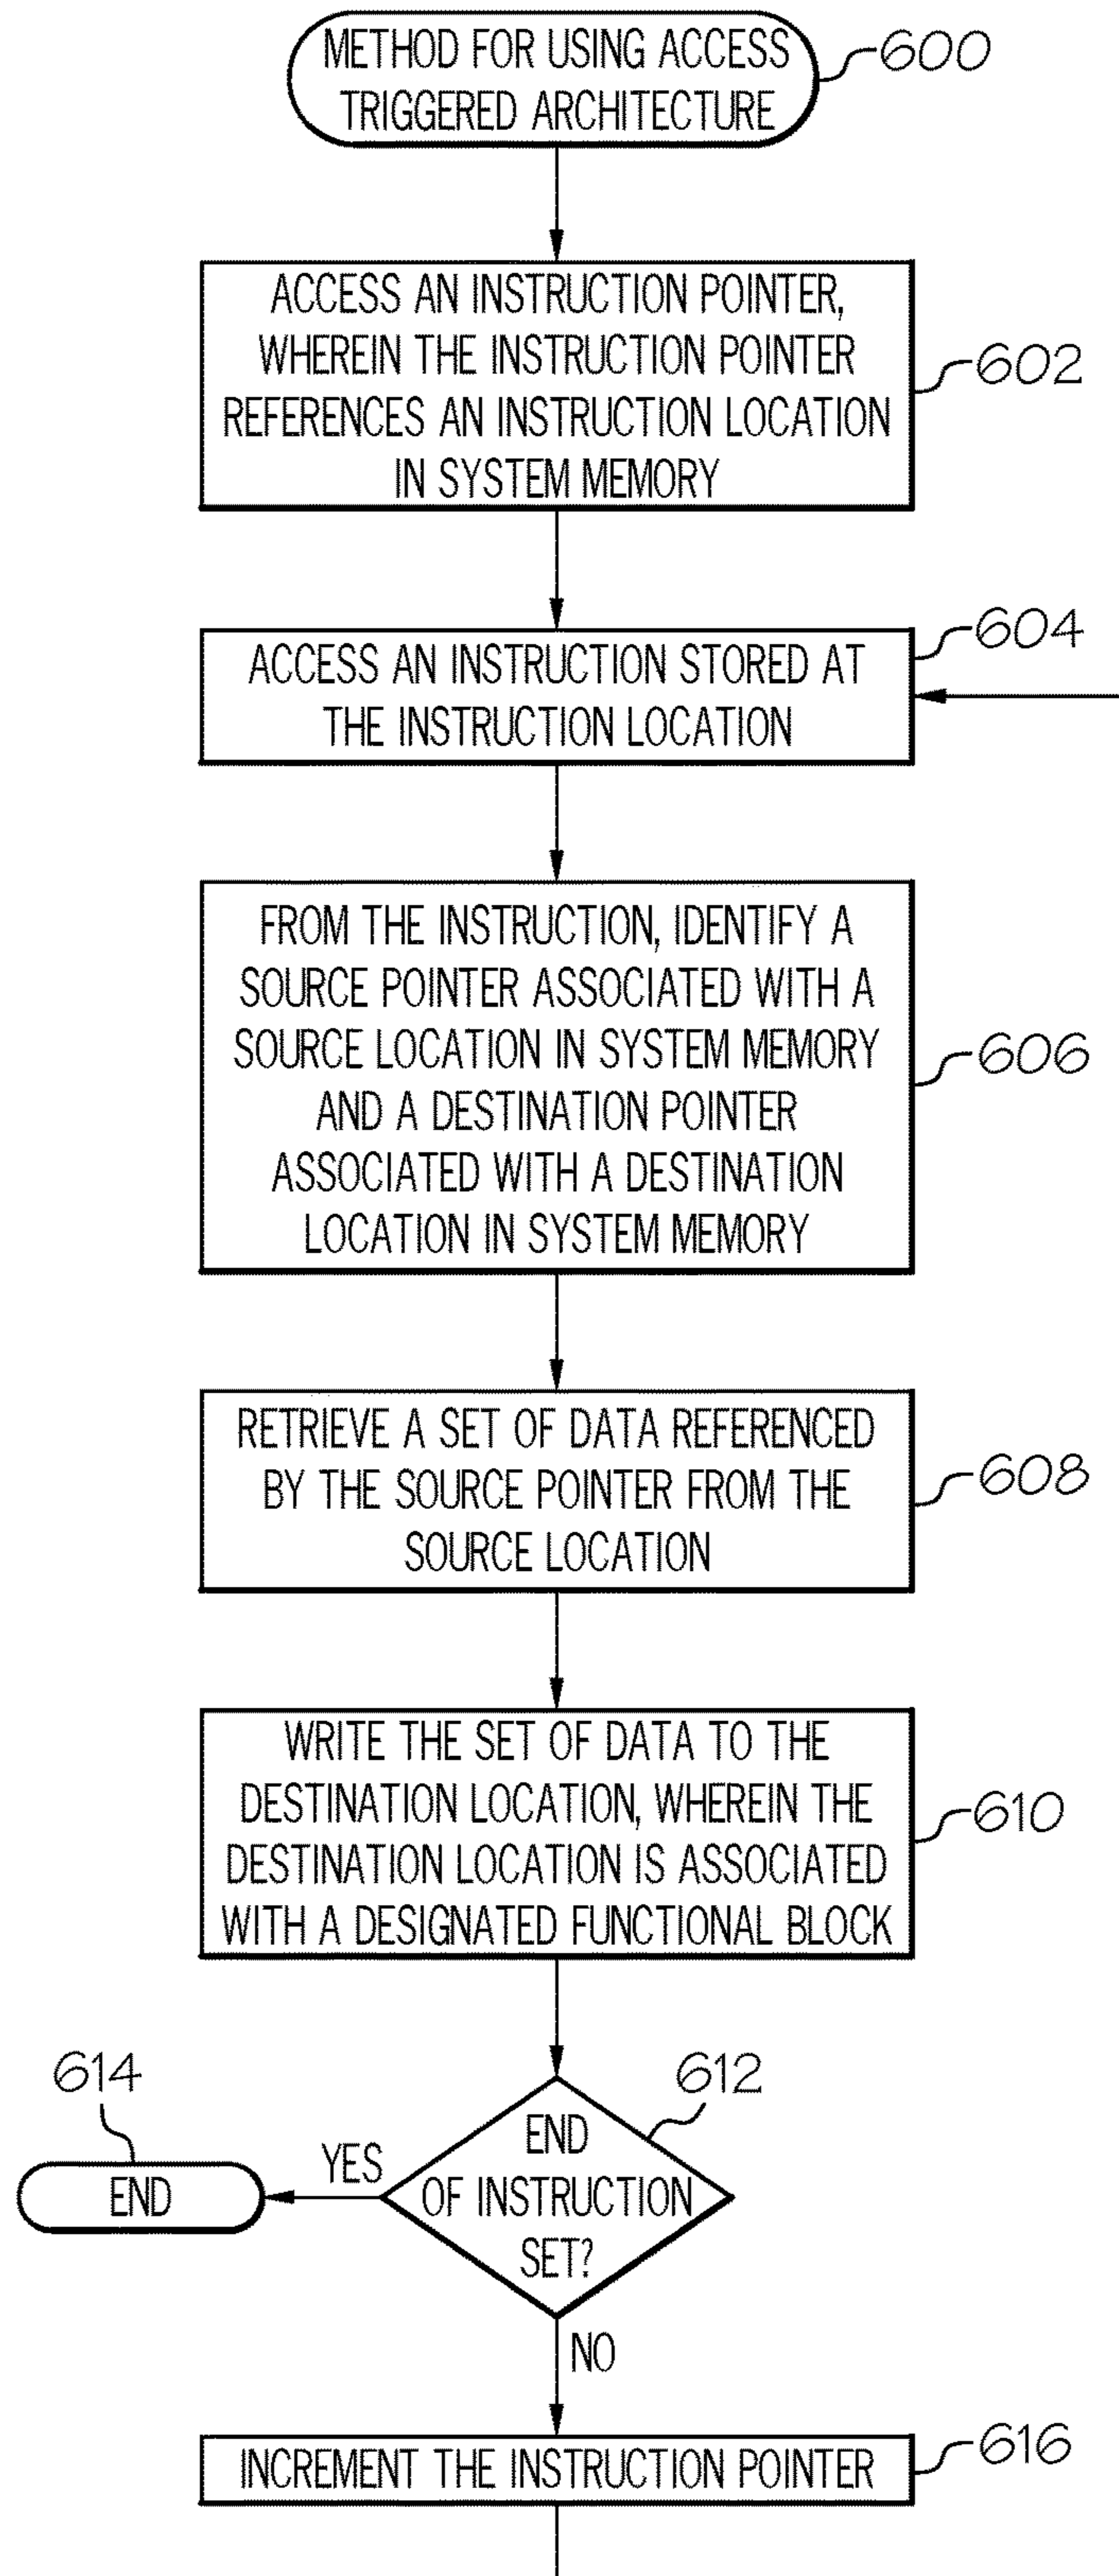 METHOD FOR USING ACCESS
TRIGGERED ARCHITECTURE
600
ACCESS AN INSTRUCTION POINTER,
WHEREIN THE INSTRUCTION POINTER
REFERENCES AN INSTRUCTION LOCATION
IN SYSTEM MEMORY
602
ACCESS AN INSTRUCTION STORED AT
THE INSTRUCTION LOCATION
604
FROM THE INSTRUCTION, IDENTIFY A
SOURCE POINTER ASSOCIATED WITH A
SOURCE LOCATION IN SYSTEM MEMORY
AND A DESTINATION POINTER
ASSOCIATED WITH A DESTINATION
LOCATION IN SYSTEM MEMORY
606
RETRIEVE A SET OF DATA REFERENCED
BY THE SOURCE POINTER FROM THE
SOURCE LOCATION
608
WRITE THE SET OF DATA TO THE
DESTINATION LOCATION, WHEREIN THE
DESTINATION LOCATION IS ASSOCIATED
WITH A DESIGNATED FUNCTIONAL BLOCK
610
614
END
YES
612
END
OF INSTRUCTION
SET?
NO
INCREMENT THE INSTRUCTION POINTER
616